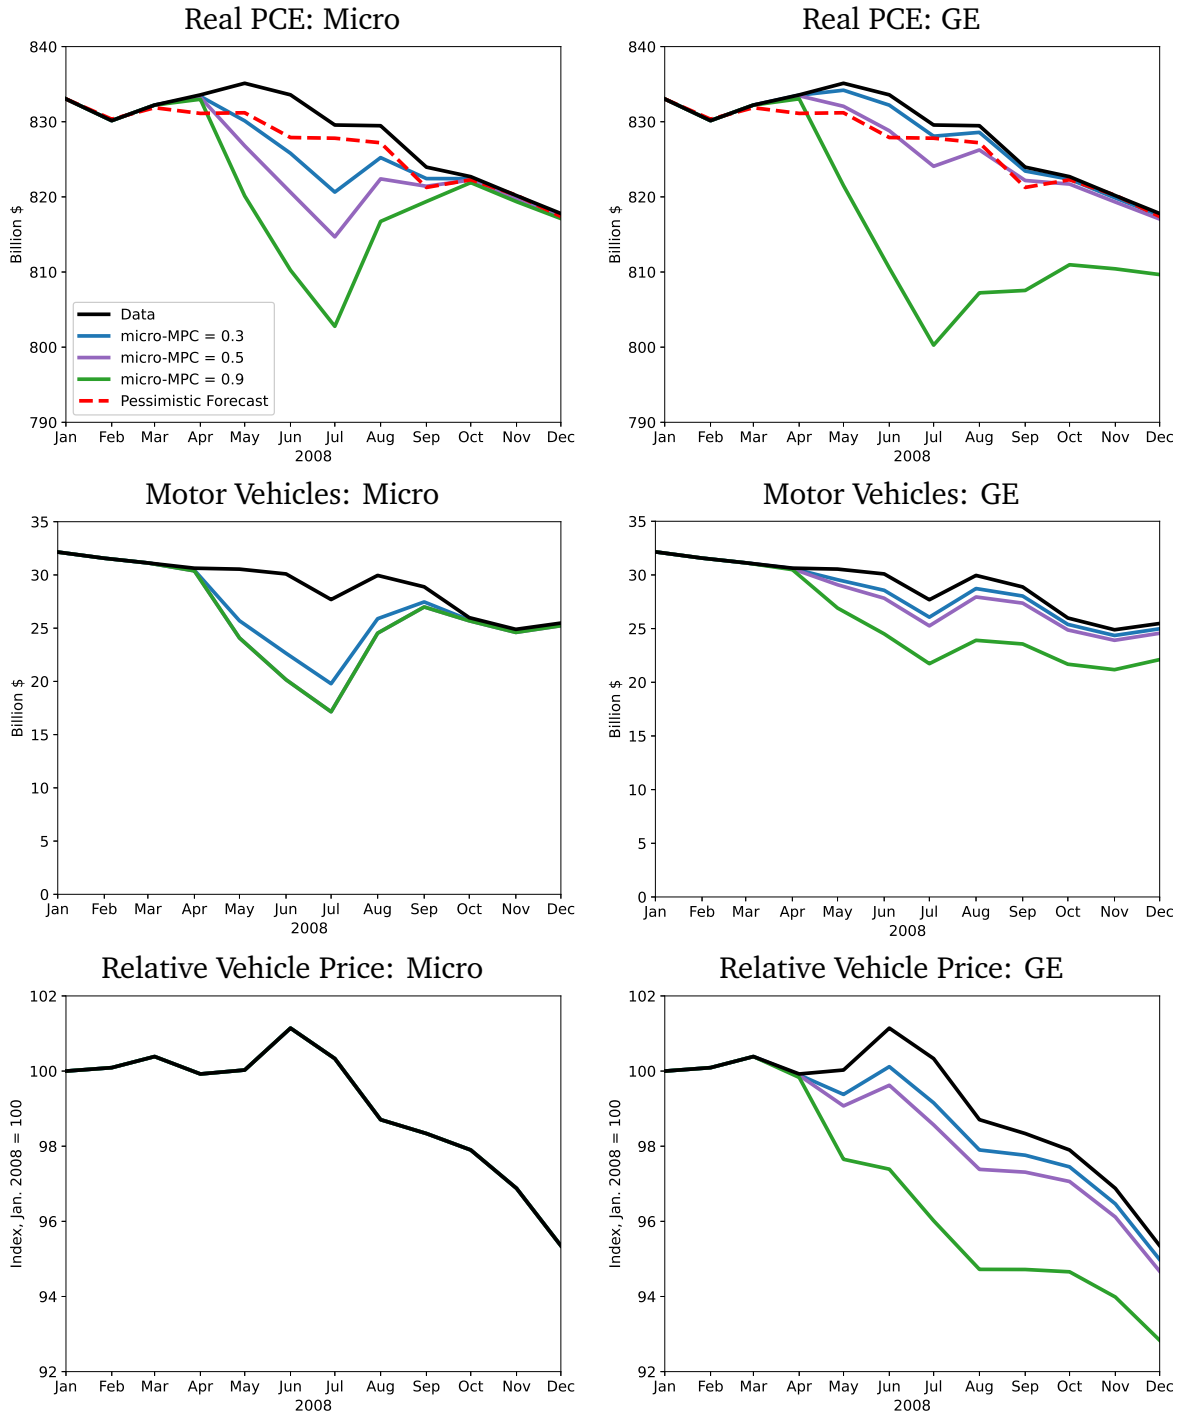 Real PCE: Micro
840
830
820
810
800
790
Billion $
Data
micro-MPC = 0.3
micro-MPC = 0.5
micro-MPC = 0.9
Pessimistic Forecast
Jan Feb Mar Apr May Jun Jul Aug Sep Oct Nov Dec
2008
Real PCE: GE
840
830
820
810
800
790
Billion $
Jan Feb Mar Apr May Jun Jul Aug Sep Oct Nov Dec
2008
Motor Vehicles: Micro
35
30
25
20
15
10
5
0
Billion $
Jan Feb Mar Apr May Jun Jul Aug Sep Oct Nov Dec
2008
Motor Vehicles: GE
35
30
25
20
15
10
5
0
Billion $
Jan Feb Mar Apr May Jun Jul Aug Sep Oct Nov Dec
2008
Relative Vehicle Price: Micro
102
100
98
96
94
92
Index, Jan. 2008 = 100
Jan Feb Mar Apr May Jun Jul Aug Sep Oct Nov Dec
2008
Relative Vehicle Price: GE
102
100
98
96
94
92
Index, Jan. 2008 = 100
Jan Feb Mar Apr May Jun Jul Aug Sep Oct Nov Dec
2008